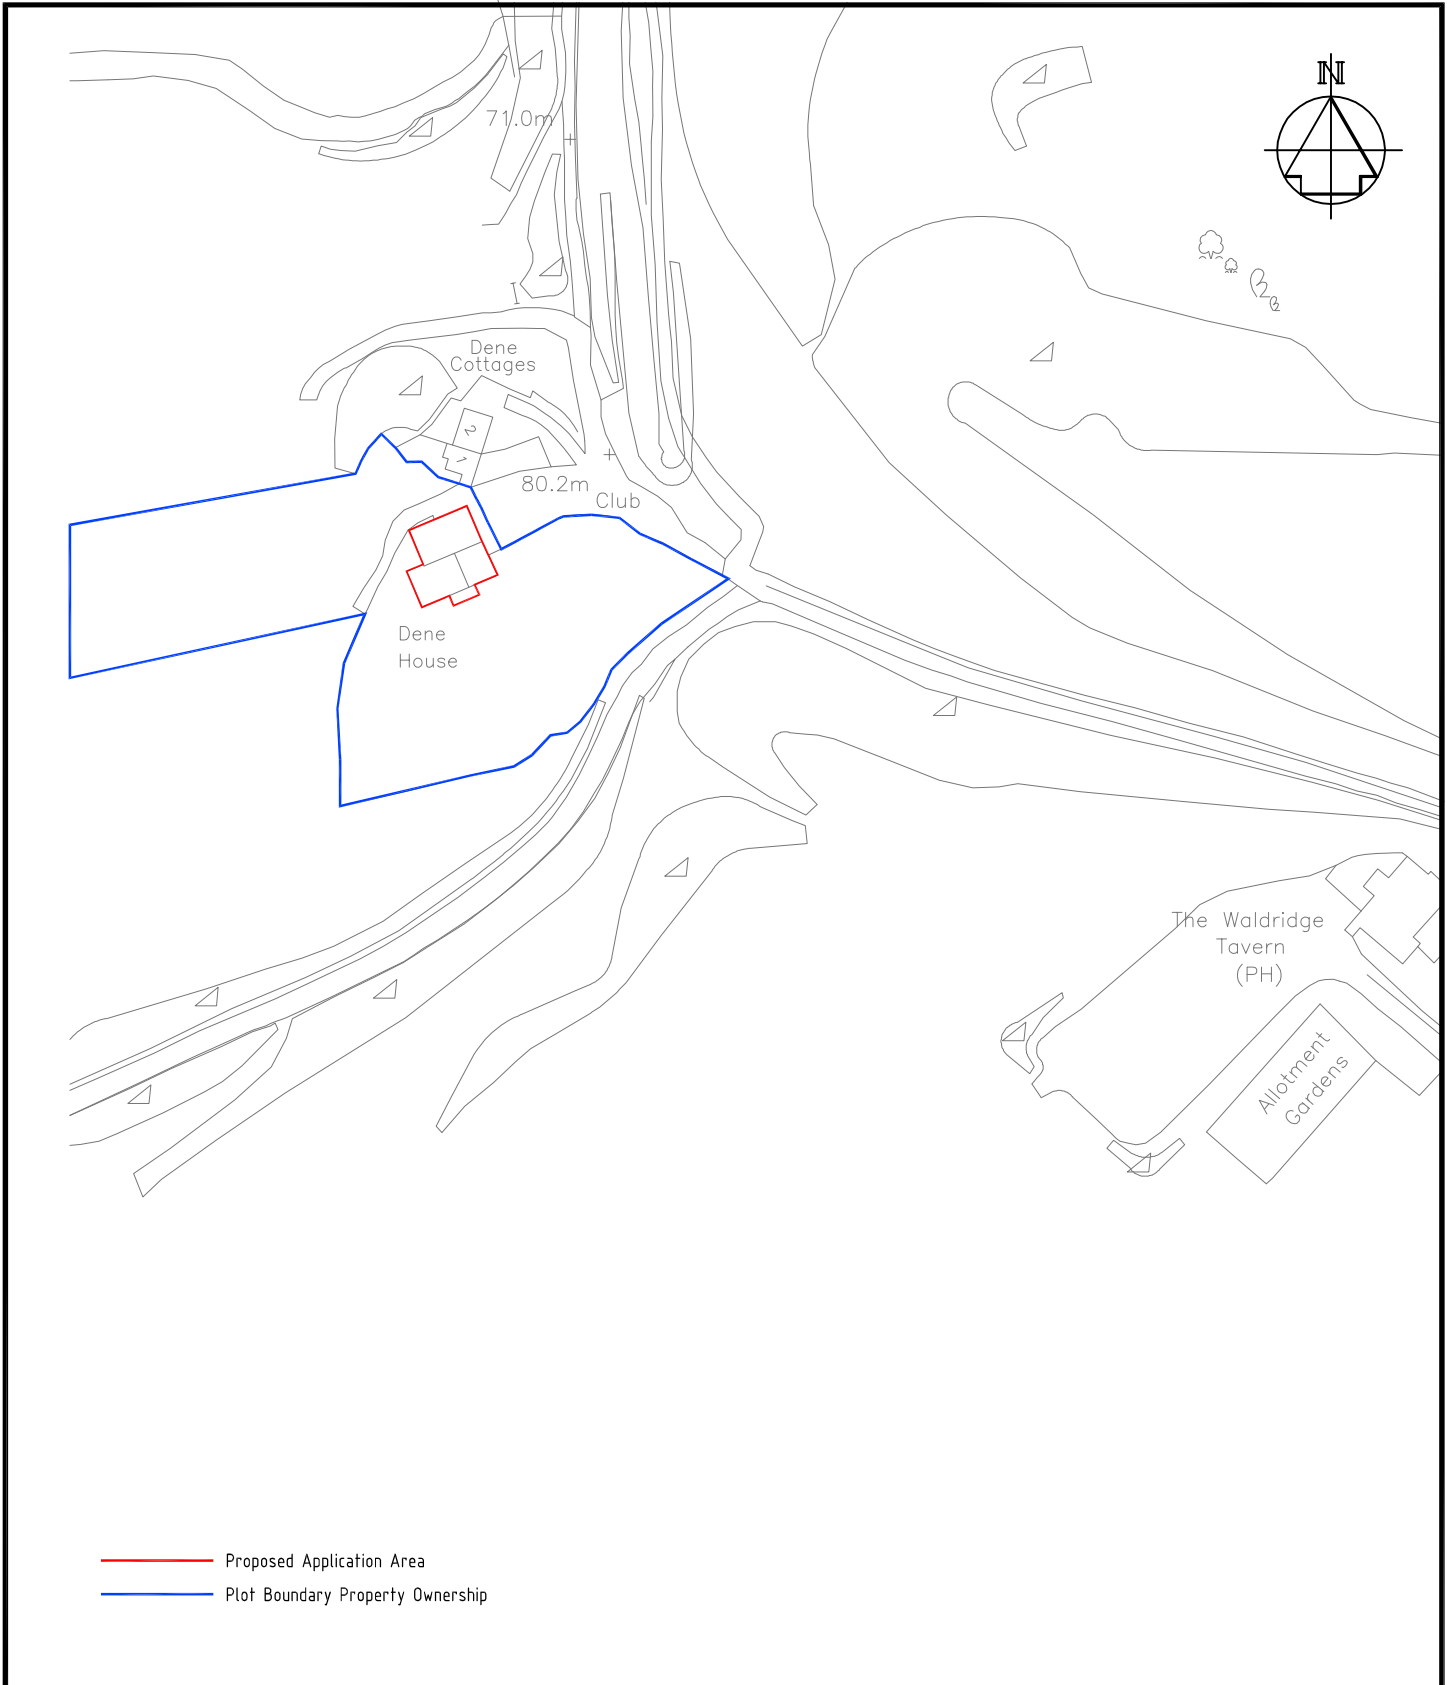 N
71.0m
Dene
Cottages
2
1
80.2m
Club
Dene
House
The Waldridge
Tavern
(PH)
Allotment
Gardens
Proposed Application Area
Plot Boundary Property Ownership